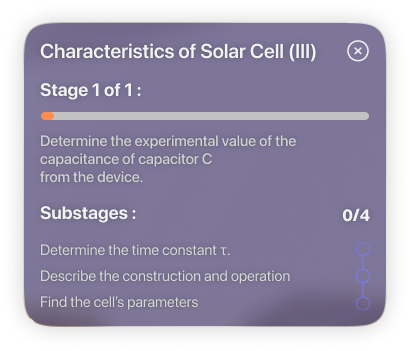 Characteristics of Solar Cell (III)
Stage 1 of 1 :
Determine the experimental value of the
capacitance of capacitor C
from the device.
Substages :
0/4
Determine the time constant τ.
Describe the construction and operation
Find the cell's parameters